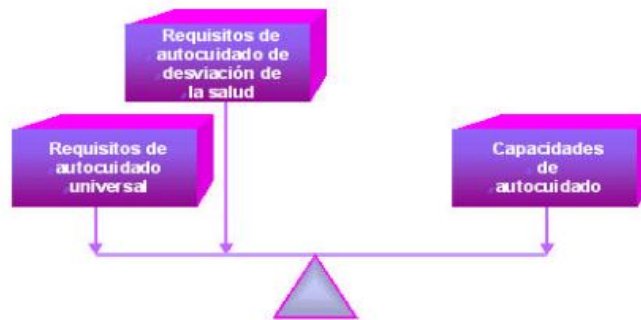 Requisitos de
autocuidado de
desviación de
la salud
Requisitos de
autocuidado
universal
Capacidades
de
autocuidado